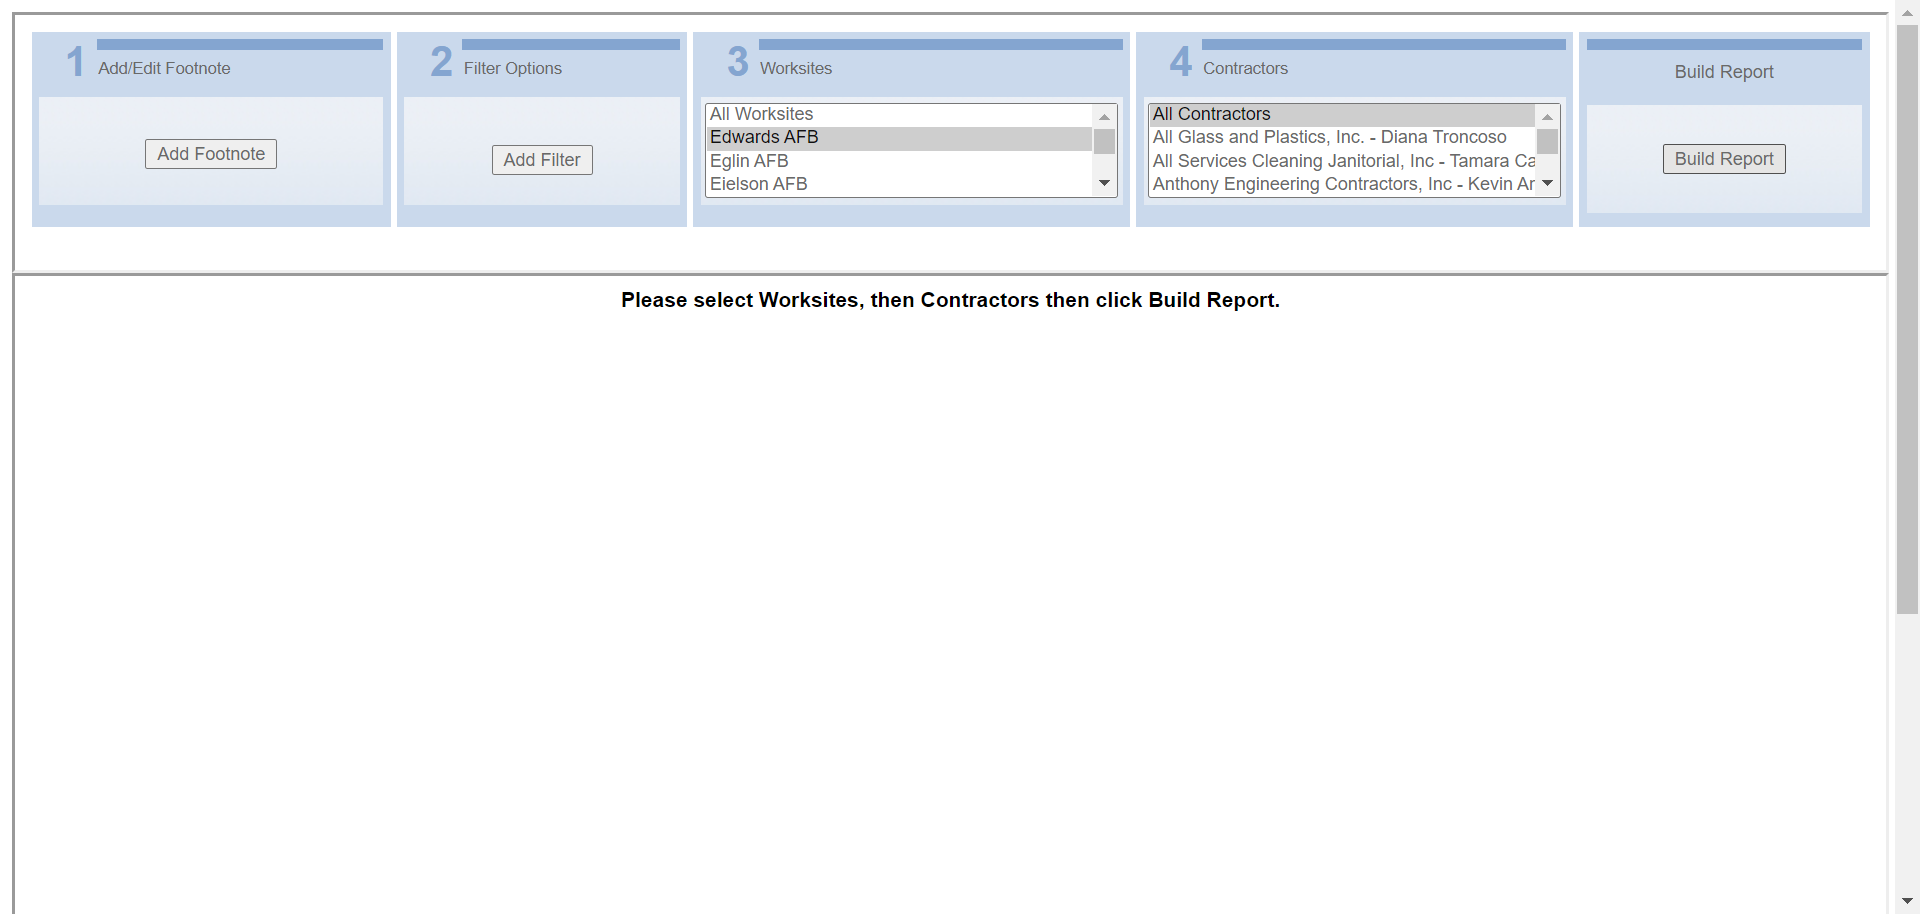 1 Add/Edit Footnote
Add Footnote
2 Filter Options
Add Filter
3 Worksites
All Worksites
Edwards AFB
Eglin AFB
Eielson AFB
4 Contractors
All Contractors
All Glass and Plastics, Inc. - Diana Troncoso
All Services Cleaning Janitorial, Inc - Tamara Ca
Anthony Engineering Contractors, Inc - Kevin Ar
Build Report
Build Report
Please select Worksites, then Contractors then click Build Report.